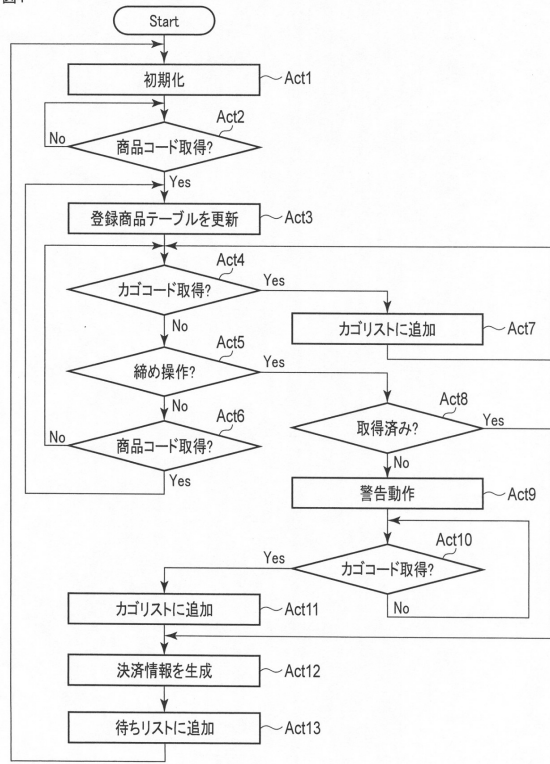 図7
Start
初期化
Act1
Act2
商品コード取得?
No
Yes
登録商品テーブルを更新
Act3
Act4
カゴコード取得?
Yes
No
カゴリストに追加
Act7
Act5
締め操作?
Yes
No
Act6
商品コード取得?
No
Yes
Act8
取得済み?
Yes
No
警告動作
Act9
Act10
カゴコード取得?
Yes
No
カゴリストに追加
Act11
決済情報を生成
Act12
待ちリストに追加
Act13